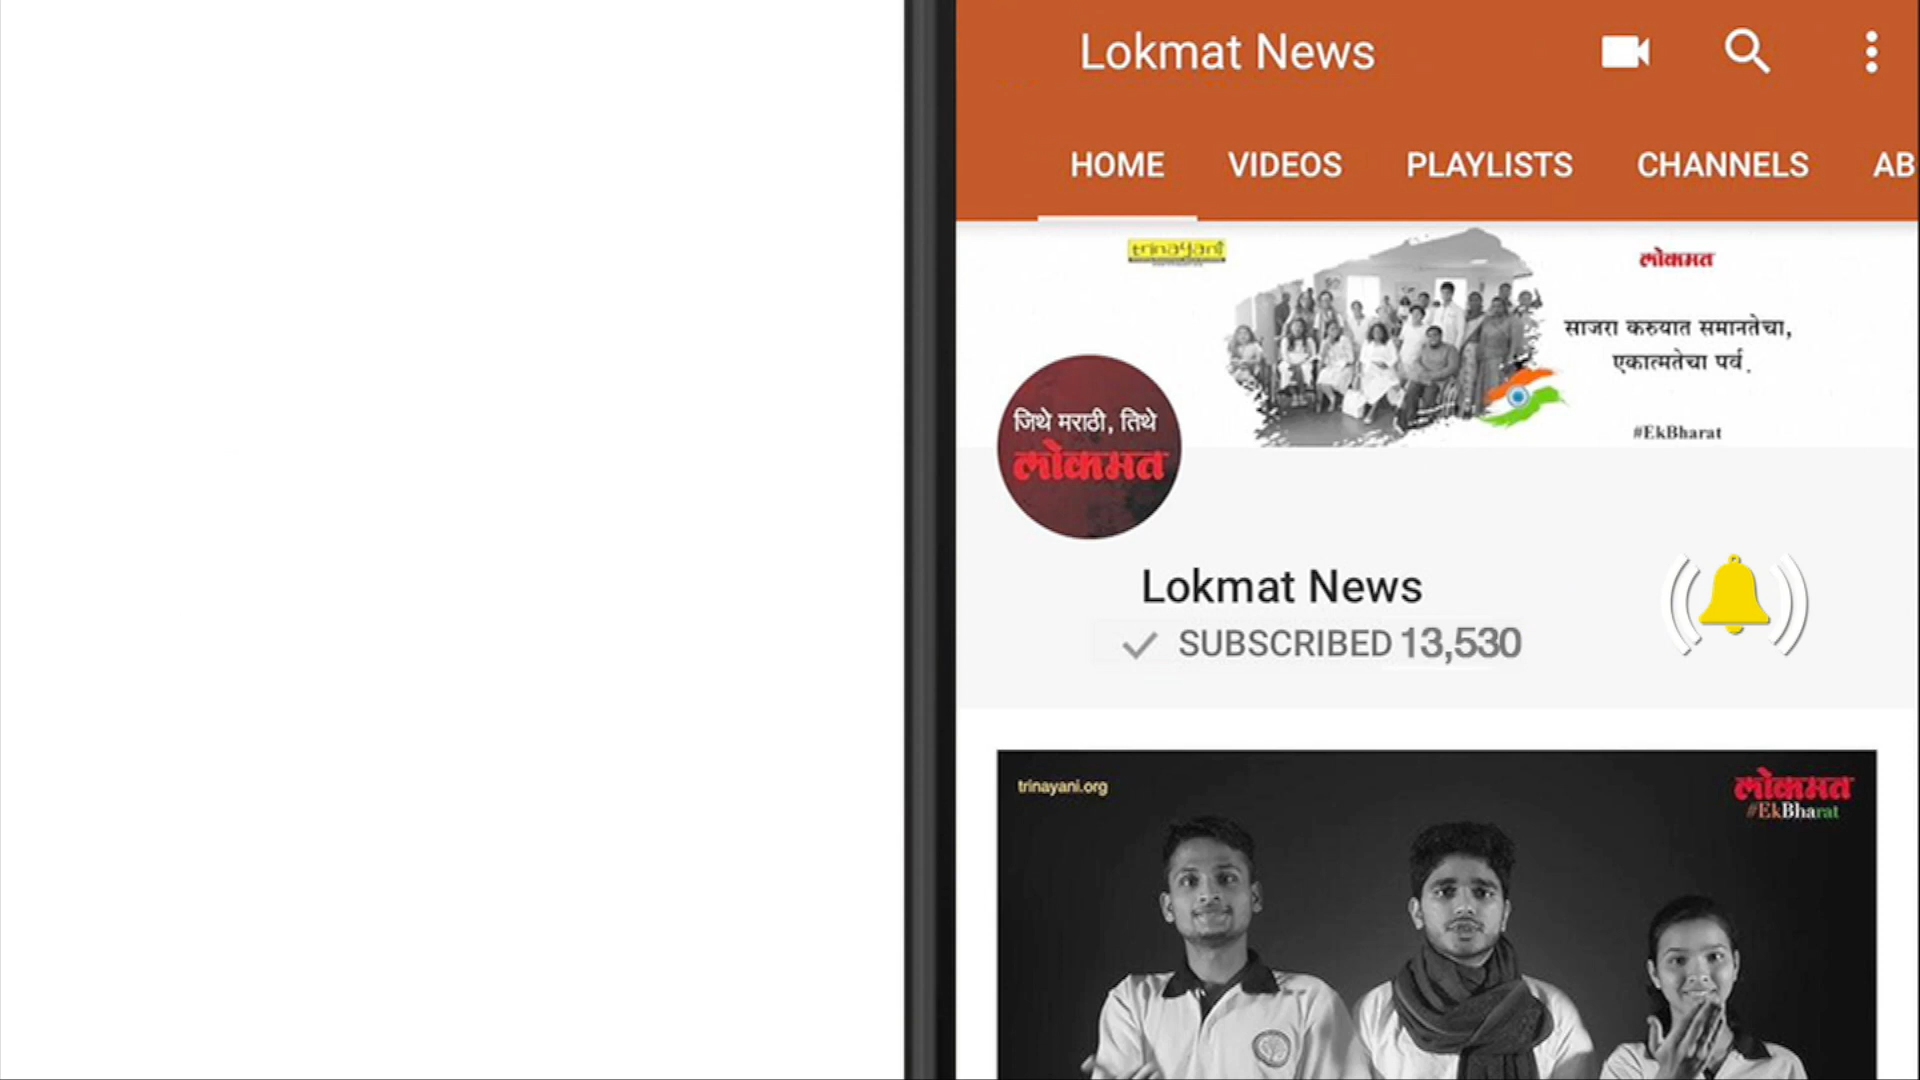 Lokmat News
HOME VIDEOS PLAYLISTS CHANNELS AB
trinayani
लोकमत
साजरा करुयात समानतेचा,
एकात्मतेचा पर्व.
#EkBharat
जिथे मराठी, तिथे
लोकमत
Lokmat News
SUBSCRIBED 13,530
trinayani.org
लोकमत
#EkBharat